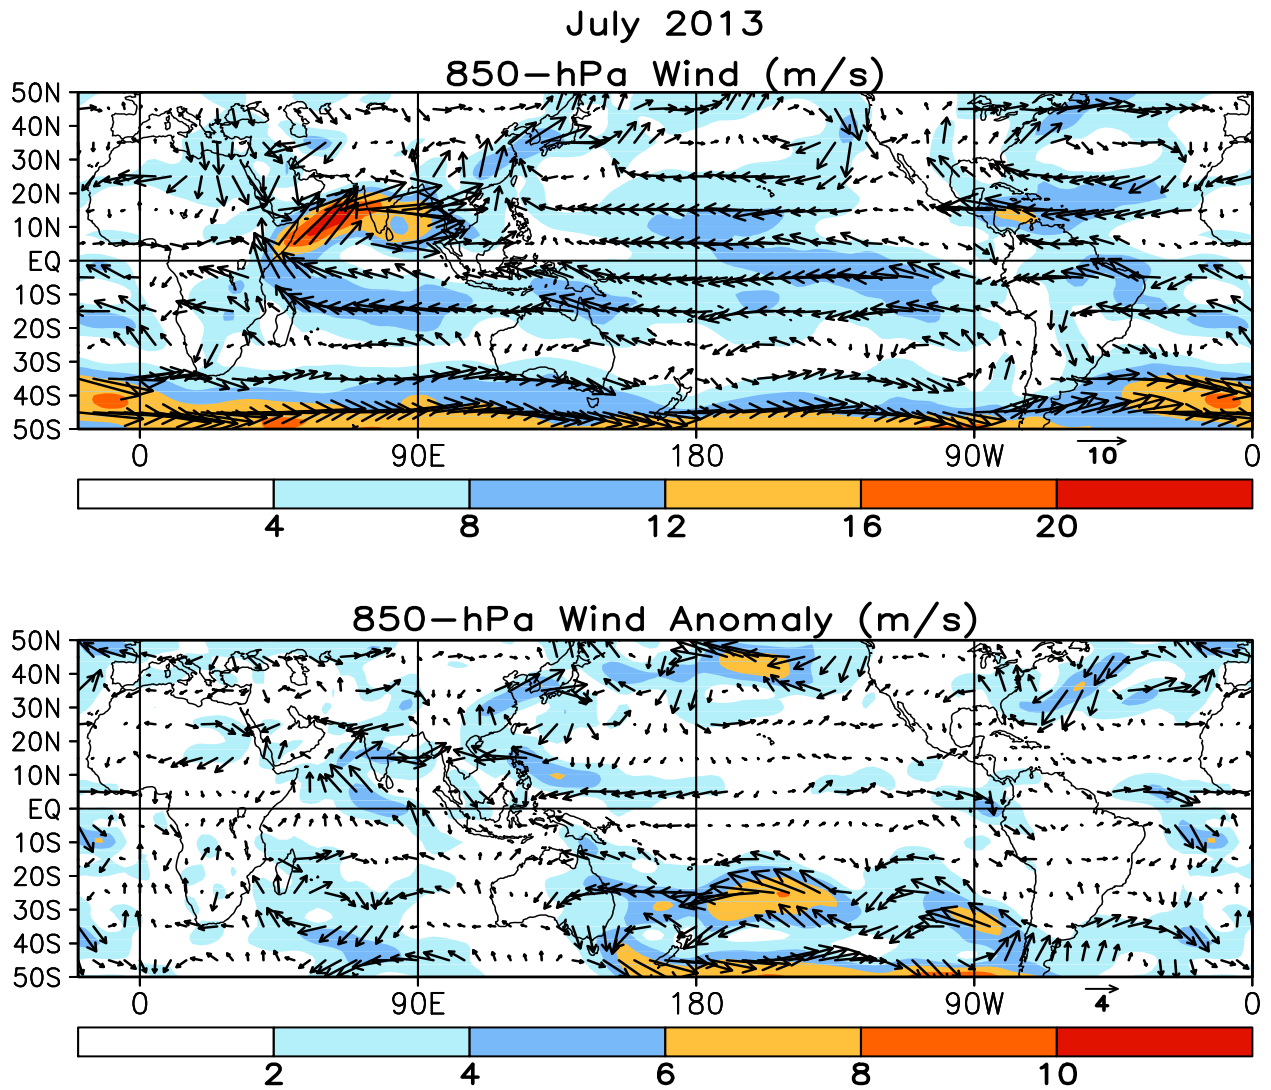 July 2013
850-hPa Wind (m/s)
50N
40N
30N
20N
10N
EQ
10S
20S
30S
40S
50S
0 90E 180 90W 0
10
4 8 12 16 20
850-hPa Wind Anomaly (m/s)
50N
40N
30N
20N
10N
EQ
10S
20S
30S
40S
50S
0 90E 180 90W 0
4
2 4 6 8 10